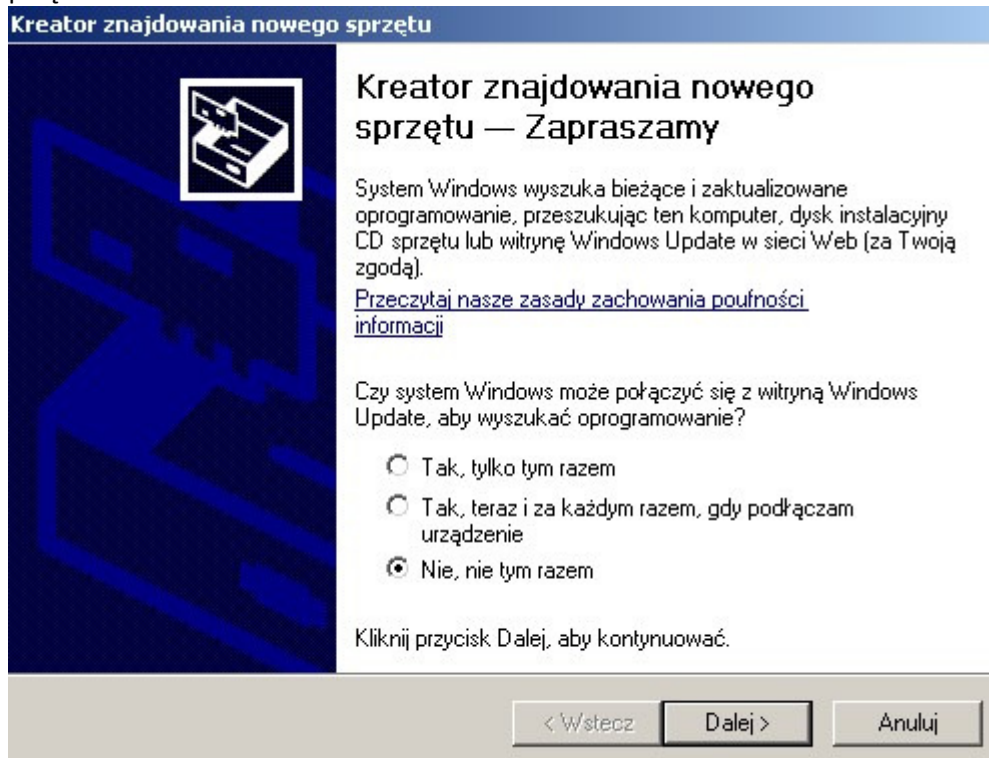 Kreator znajdowania nowego sprzętu
Kreator znajdowania nowego
sprzętu — Zapraszamy
System Windows wyszuka bieżące i zaktualizowane
oprogramowanie, przeszukując ten komputer, dysk instalacyjny
CD sprzętu lub witrynę Windows Update w sieci Web (za Twoją
zgodą).
Przeczytaj nasze zasady zachowania poufności
informacji
Czy system Windows może połączyć się z witryną Windows
Update, aby wyszukać oprogramowanie?
Tak, tylko tym razem
Tak, teraz i za każdym razem, gdy podłączam
urządzenie
Nie, nie tym razem
Kliknij przycisk Dalej, aby kontynuować.
< Wstecz Dalej > Anuluj